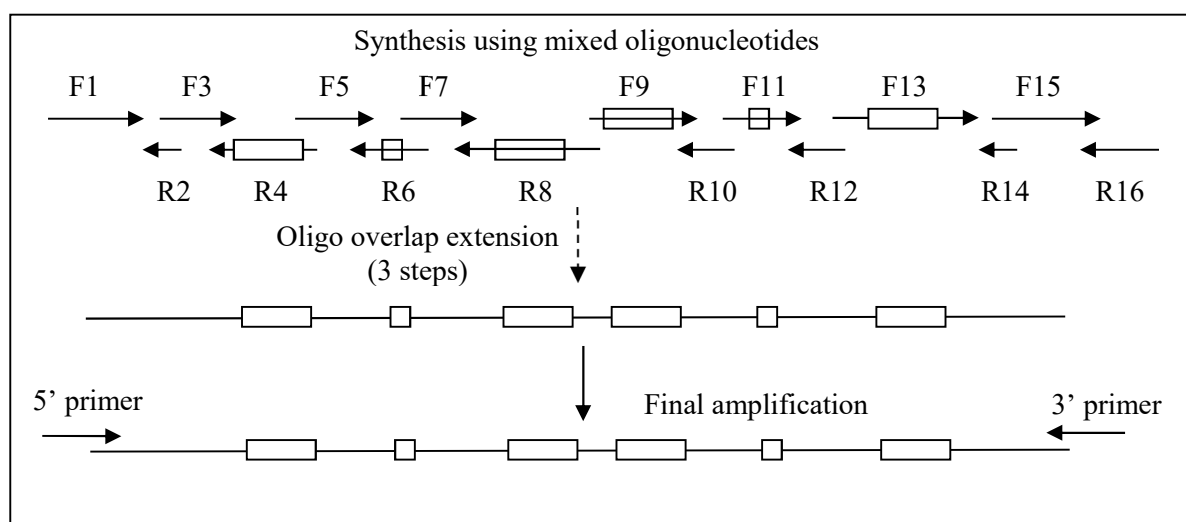 Synthesis using mixed oligonucleotides
F1 F3 F5 F7 F9 F11 F13 F15
R2 R4 R6 R8 R10 R12 R14 R16
Oligo overlap extension
(3 steps)
5’ primer
Final amplification
3’ primer